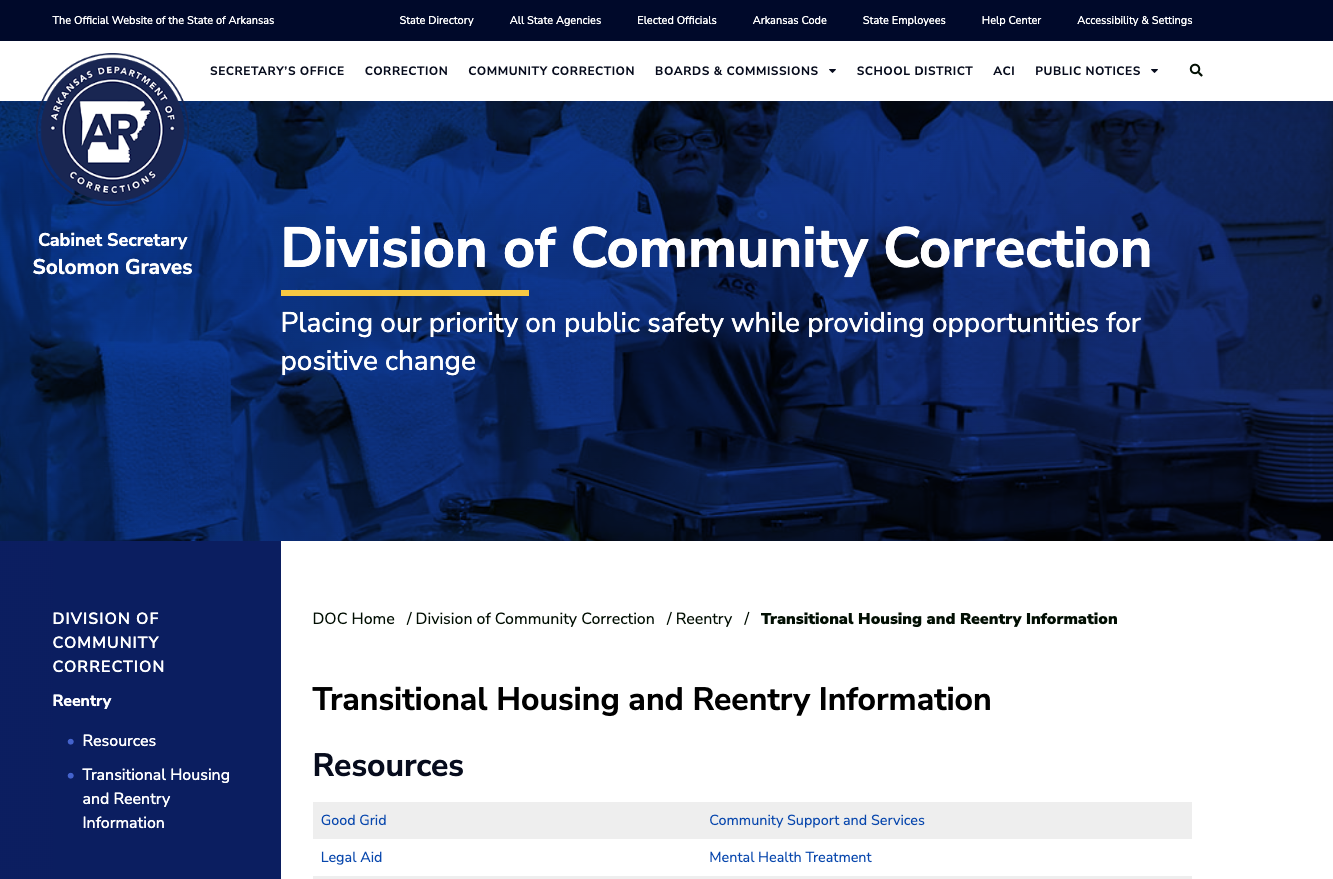 The Official Website of the State of Arkansas
State Directory
All State Agencies
Elected Officials
Arkansas Code
State Employees
Help Center
Accessibility & Settings
ARKANSAS DEPARTMENT OF
AR
CORRECTIONS
SECRETARY'S OFFICE
CORRECTION
COMMUNITY CORRECTION
BOARDS & COMMISSIONS
SCHOOL DISTRICT
ACI
PUBLIC NOTICES
Cabinet Secretary
Solomon Graves
Division of Community Correction
ACC
Placing our priority on public safety while providing opportunities for
positive change
DIVISION OF
COMMUNITY
CORRECTION
Reentry
Resources
Transitional Housing
and Reentry
Information
DOC Home / Division of Community Correction / Reentry / Transitional Housing and Reentry Information
Transitional Housing and Reentry Information
Resources
Good Grid
Community Support and Services
Legal Aid
Mental Health Treatment